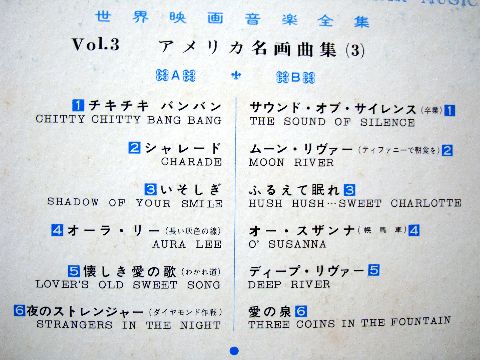 MUSIC
世界映画音楽全集
Vol.3 アメリカ名画曲集(3)
A B
1 チキチキ バンバン
CHITTY CHITTY BANG BANG
2 シャレード
CHARADE
3 いそしぎ
SHADOW OF YOUR SMILE
4 オーラ・リー(長い灰色の線)
AURA LEE
5 懐しき愛の歌(わかれ道)
LOVER'S OLD SWEET SONG
6 夜のストレンジャー(ダイヤモンド作戦)
STRANGERS IN THE NIGHT
サウンド・オブ・サイレンス(卒業) 1
THE SOUND OF SILENCE
ムーン・リヴァー(ティファニーで朝食を) 2
MOON RIVER
ふるえて眠れ 3
HUSH HUSH…SWEET CHARLOTTE
オー・スザンナ(幌馬車) 4
O' SUSANNA
ディープ・リヴァー 5
DEEP RIVER
愛の泉 6
THREE COINS IN THE FOUNTAIN